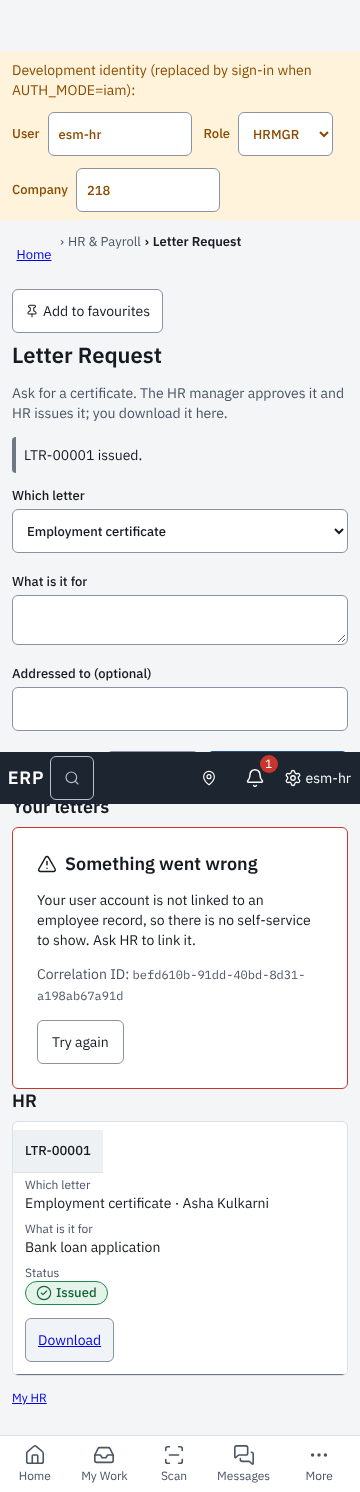 Development identity (replaced by sign-in when
AUTH_MODE=iam):
User esm-hr Role HRMGR
Company 218
Home › HR & Payroll › Letter Request
Add to favourites
Letter Request
Ask for a certificate. The HR manager approves it and
HR issues it; you download it here.
LTR-00001 issued.
Which letter
Employment certificate
What is it for
Addressed to (optional)
ERP 1 esm-hr
Your letters
Something went wrong
Your user account is not linked to an
employee record, so there is no self-service
to show. Ask HR to link it.
Correlation ID: befd610b-91dd-40bd-8d31-
a198ab67a91d
Try again
HR
LTR-00001
Which letter
Employment certificate · Asha Kulkarni
What is it for
Bank loan application
Status
Issued
Download
My HR
Home My Work Scan Messages More